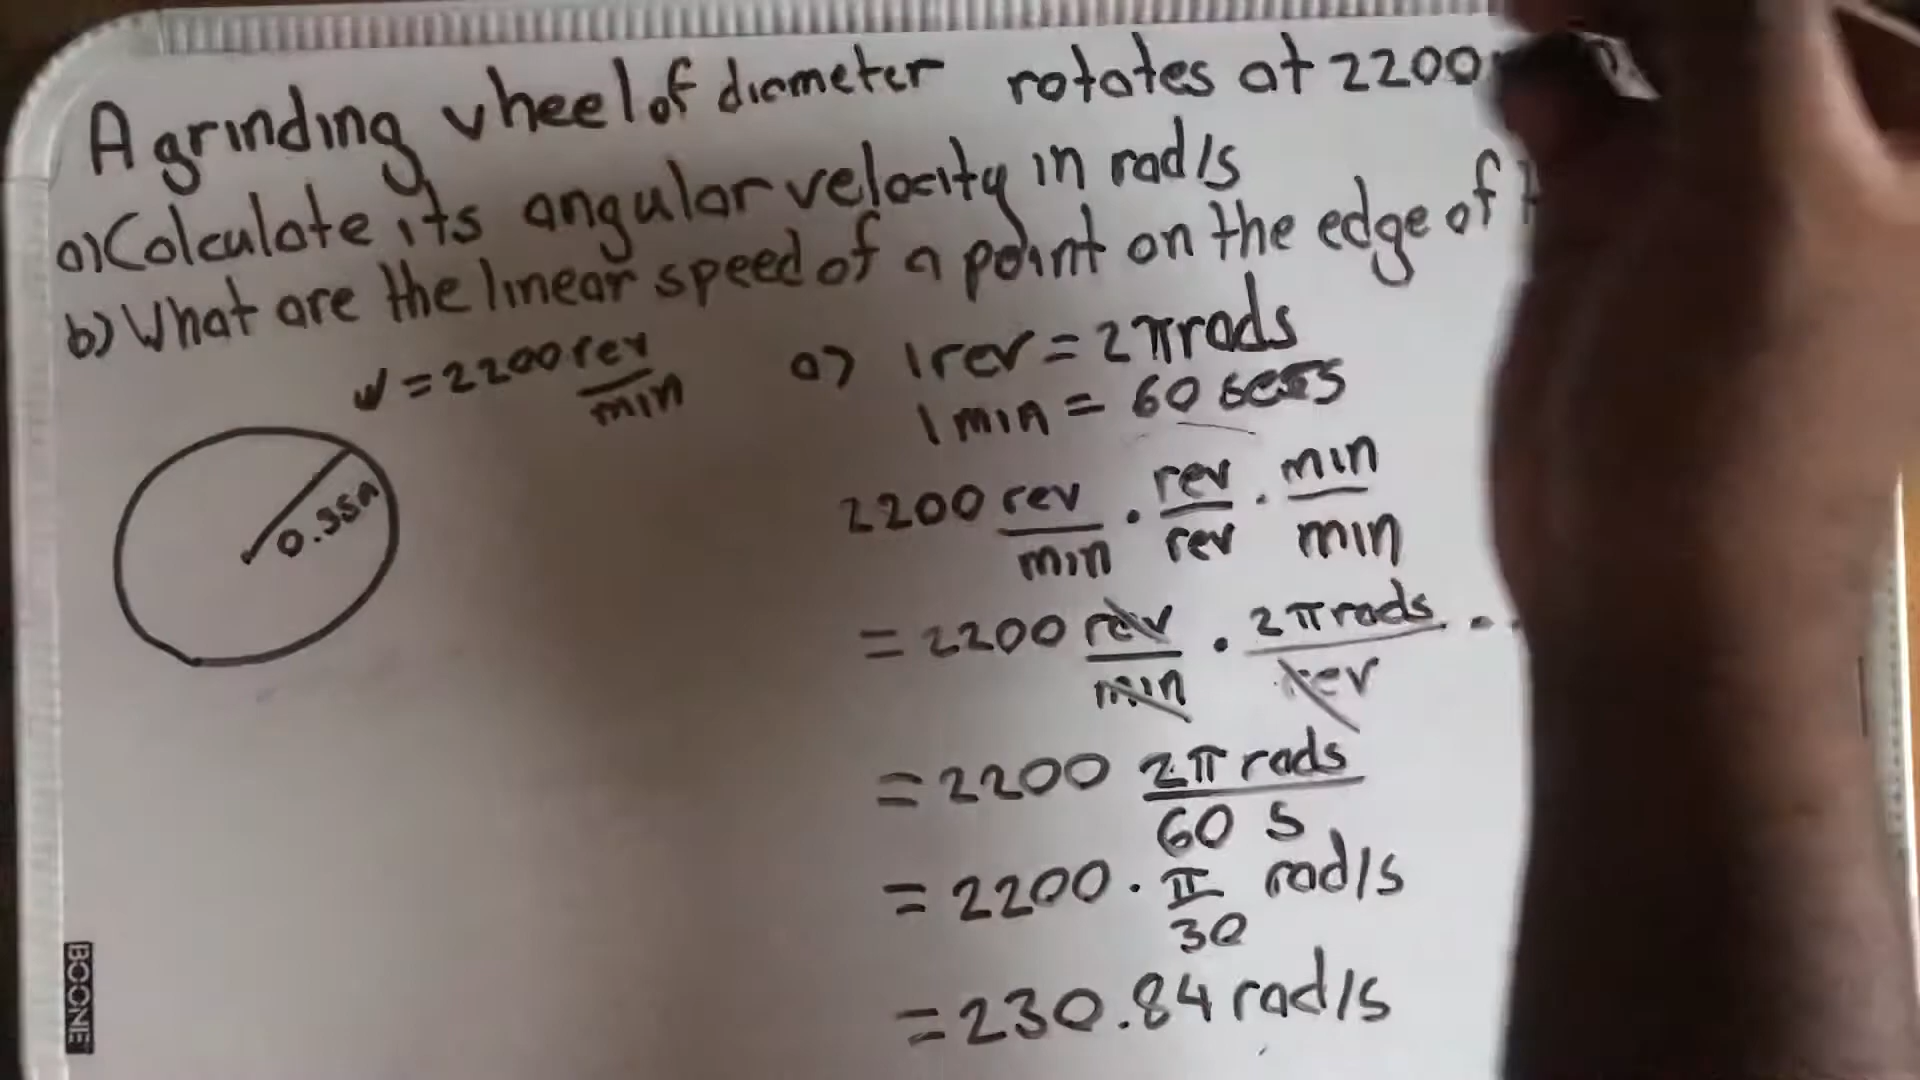 A grinding wheel of diameter rotates at 2200
a) Calculate its angular velocity in rad/s
b) What are the linear speed of a point on the edge of
w = 2200 rev/min
0.35m
a) 1 rev = 2π rads
1 min = 60 secs
2200 rev/min · rev/rev · min/min
= 2200 rev/min · 2π rads/rev ·
= 2200 2π rads/60 s
= 2200 · π/30 rad/s
= 230.84 rad/s
BOONE